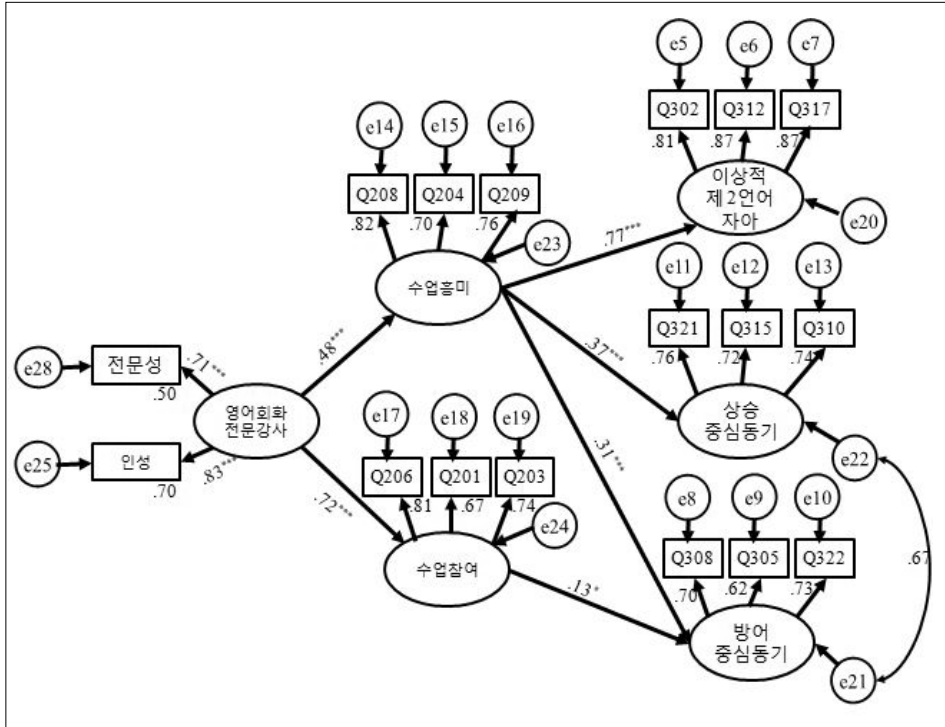 e5 e6 e7
Q302 Q312 Q317
.81 .87 .87
이상적
제2언어
자아
e20
e14 e15 e16
Q208 Q204 Q209
.82 .70 .76
e23
수업흥미
.77***
e11 e12 e13
Q321 Q315 Q310
.76 .72 .74
.37***
상승
중심동기
e22
.48***
e28
전문성
.71***
.50
영어회화
전문강사
e25
인성
.83***
.70
e17 e18 e19
Q206 Q201 Q203
.81 .67 .74
e24
.72***
수업참여
.31***
.13*
e8 e9 e10
Q308 Q305 Q322
.70 .62 .73
방어
중심동기
e21
.67